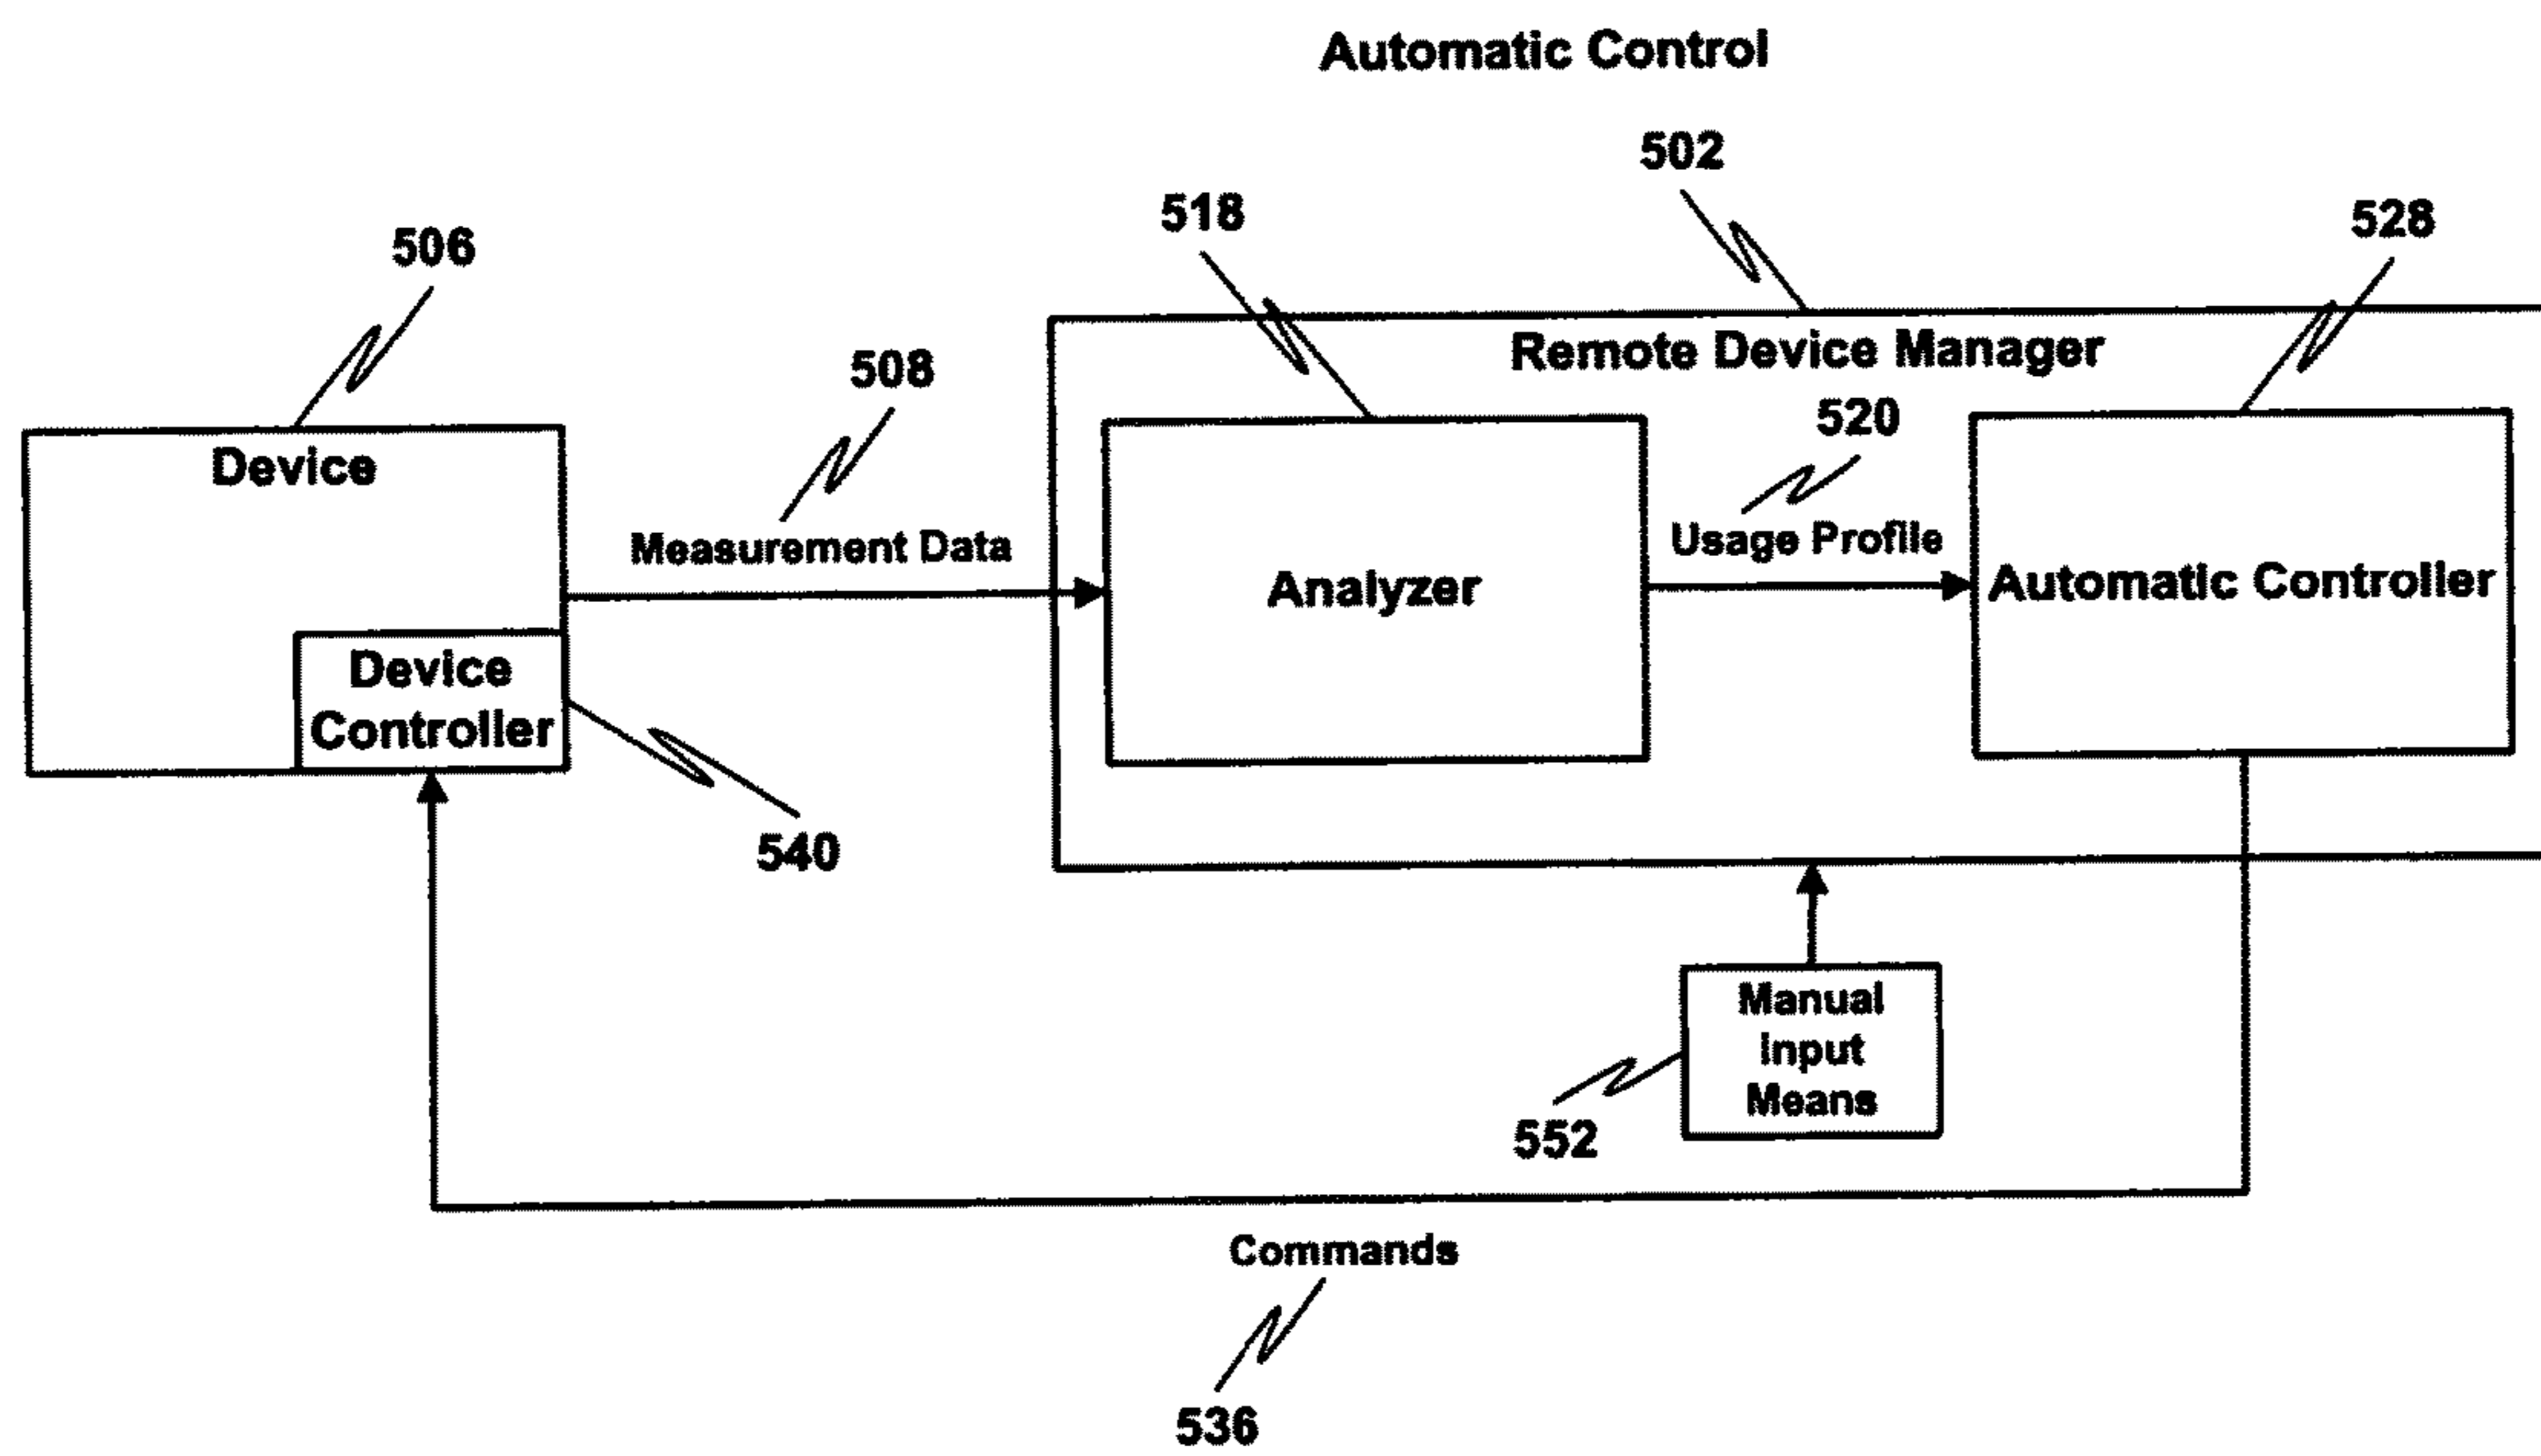 Automatic Control
502
518
528
506
Remote Device Manager
508
520
Device
Measurement Data
Usage Profile
Analyzer
Automatic Controller
Device
Controller
540
Manual
Input
Means
552
Commands
536